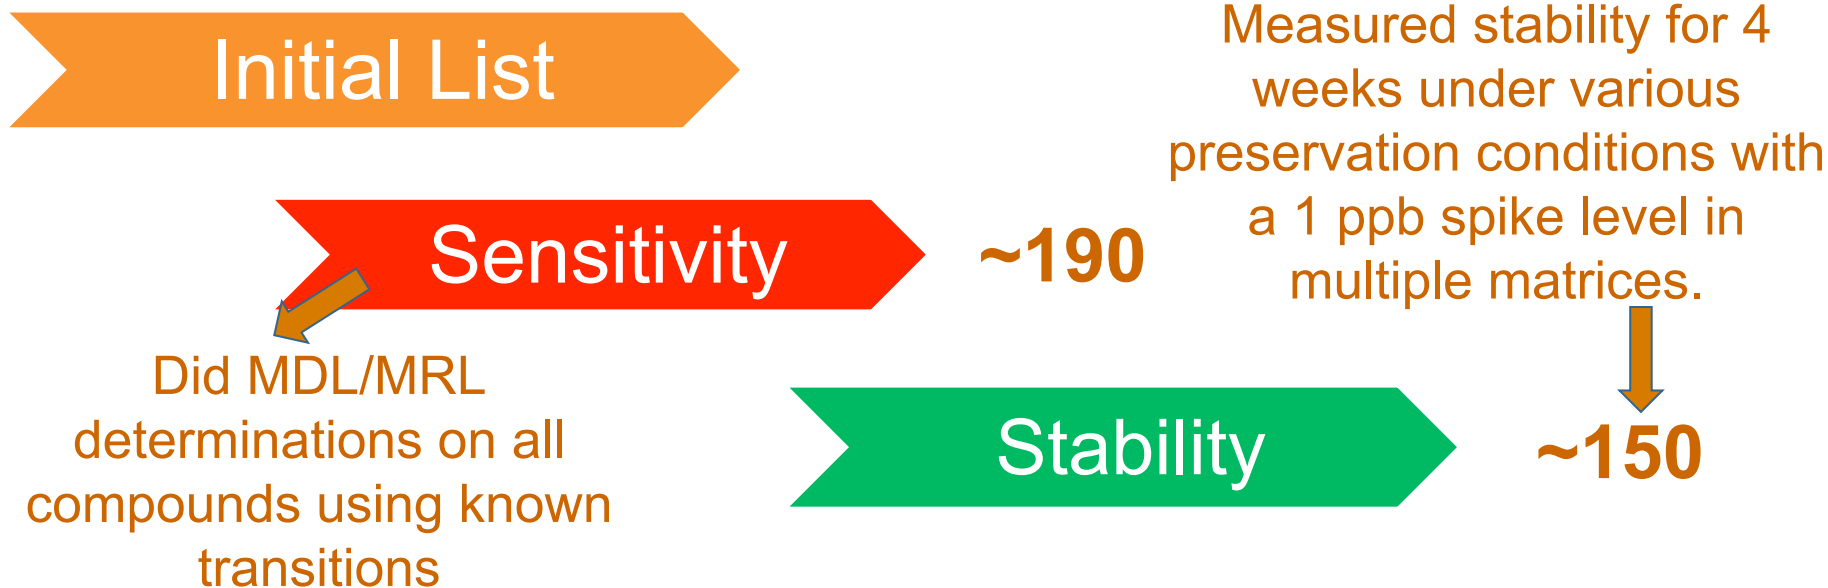 Initial List
Measured stability for 4
weeks under various
preservation conditions with
a 1 ppb spike level in
multiple matrices.
Sensitivity
~190
Did MDL/MRL
determinations on all
compounds using known
transitions
Stability
~150